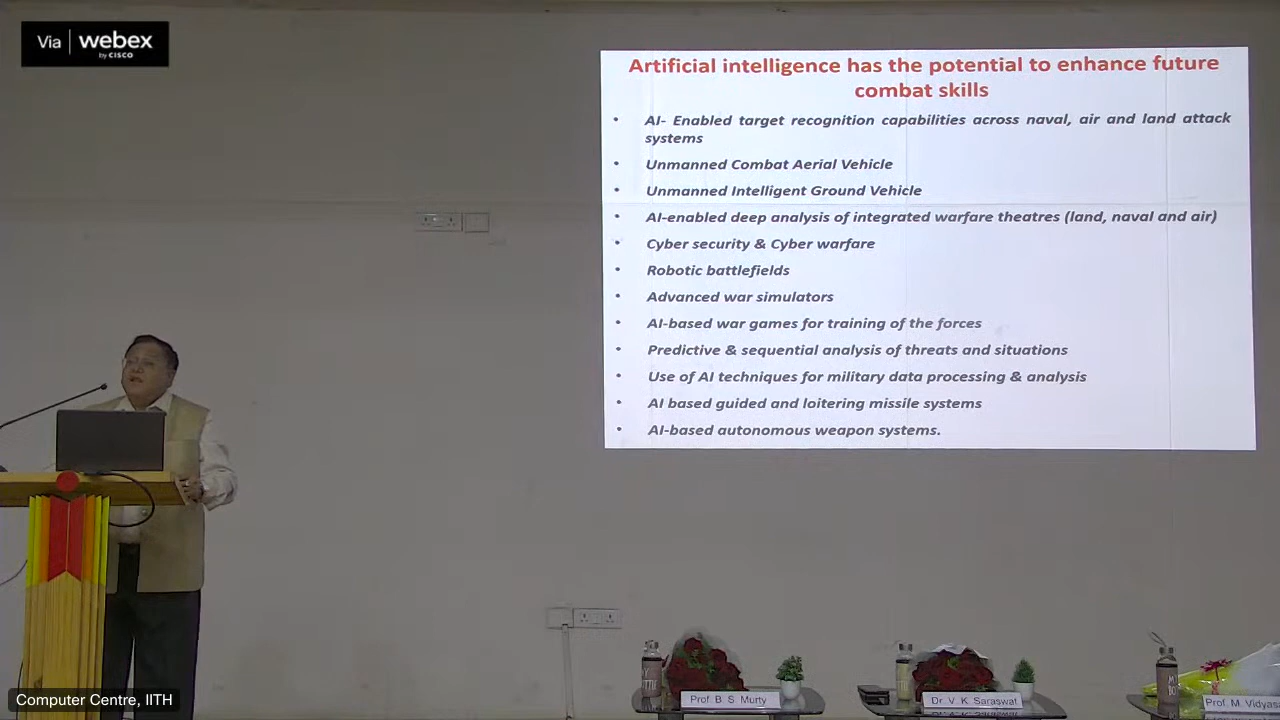 Via webex
by CISCO
Artificial intelligence has the potential to enhance future
combat skills
• AI- Enabled target recognition capabilities across naval, air and land attack
systems
• Unmanned Combat Aerial Vehicle
• Unmanned Intelligent Ground Vehicle
• AI-enabled deep analysis of integrated warfare theatres (land, naval and air)
• Cyber security & Cyber warfare
• Robotic battlefields
• Advanced war simulators
• AI-based war games for training of the forces
• Predictive & sequential analysis of threats and situations
• Use of AI techniques for military data processing & analysis
• AI based guided and loitering missile systems
• AI-based autonomous weapon systems.
Prof. B. S. Murty
Dr. V. K. Saraswat
Prof. M.
Computer Centre, IITH